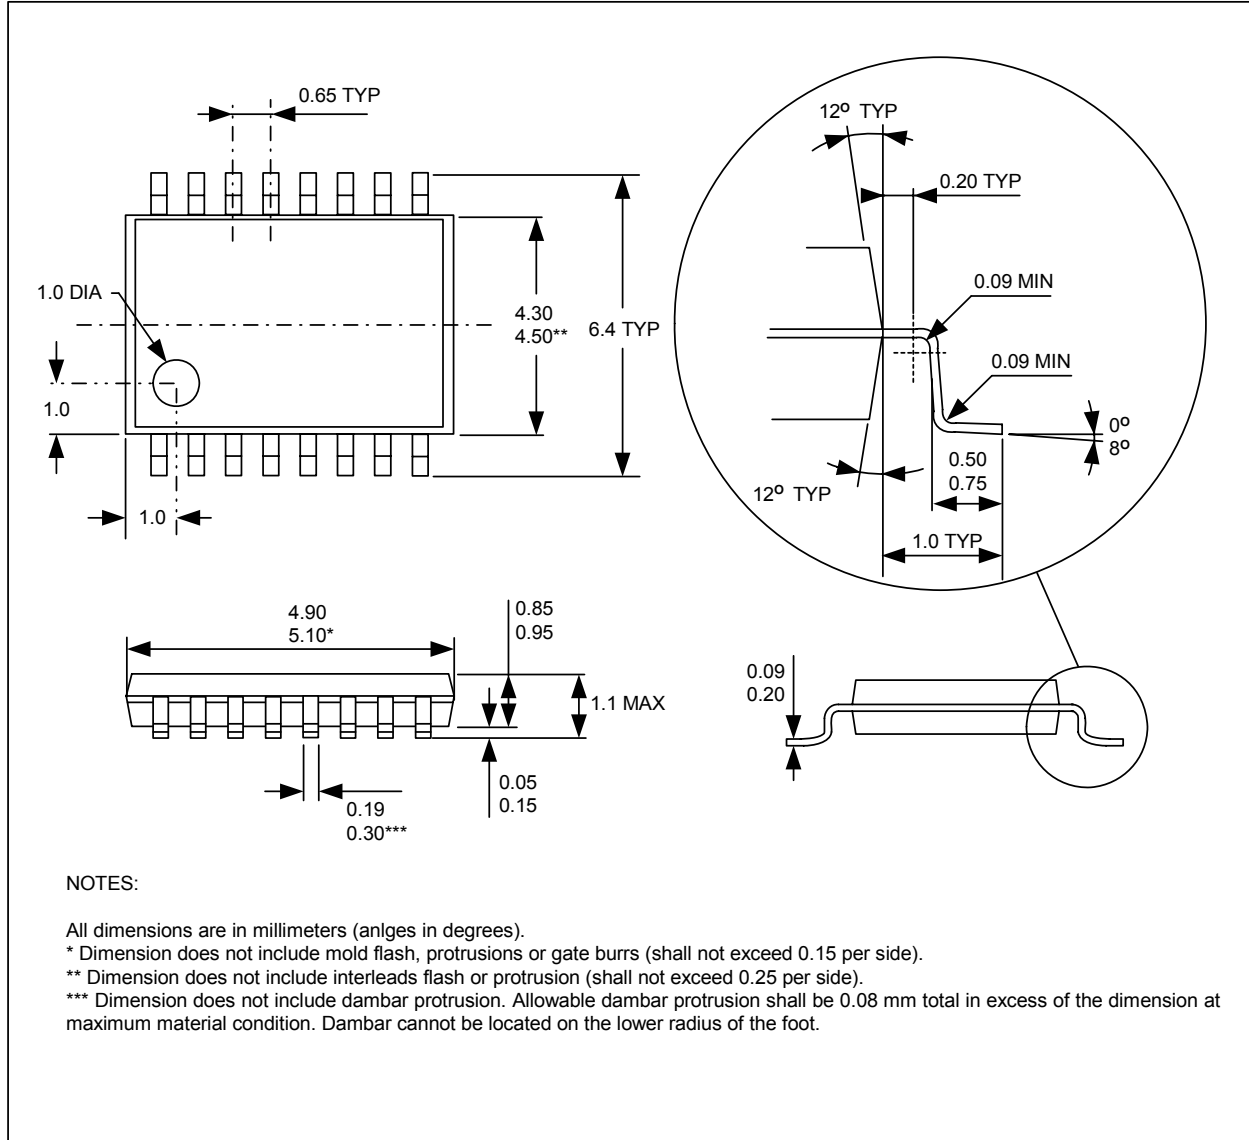 0.65 TYP
1.0 DIA
1.0
1.0
4.30
4.50**
6.4 TYP
12º TYP
0.20 TYP
0.09 MIN
0.09 MIN
0º
8º
0.50
0.75
12º TYP
1.0 TYP
4.90
5.10*
0.85
0.95
1.1 MAX
0.05
0.15
0.19
0.30***
0.09
0.20
NOTES:
All dimensions are in millimeters (anlges in degrees).
* Dimension does not include mold flash, protrusions or gate burrs (shall not exceed 0.15 per side).
** Dimension does not include interleads flash or protrusion (shall not exceed 0.25 per side).
*** Dimension does not include dambar protrusion. Allowable dambar protrusion shall be 0.08 mm total in excess of the dimension at
maximum material condition. Dambar cannot be located on the lower radius of the foot.